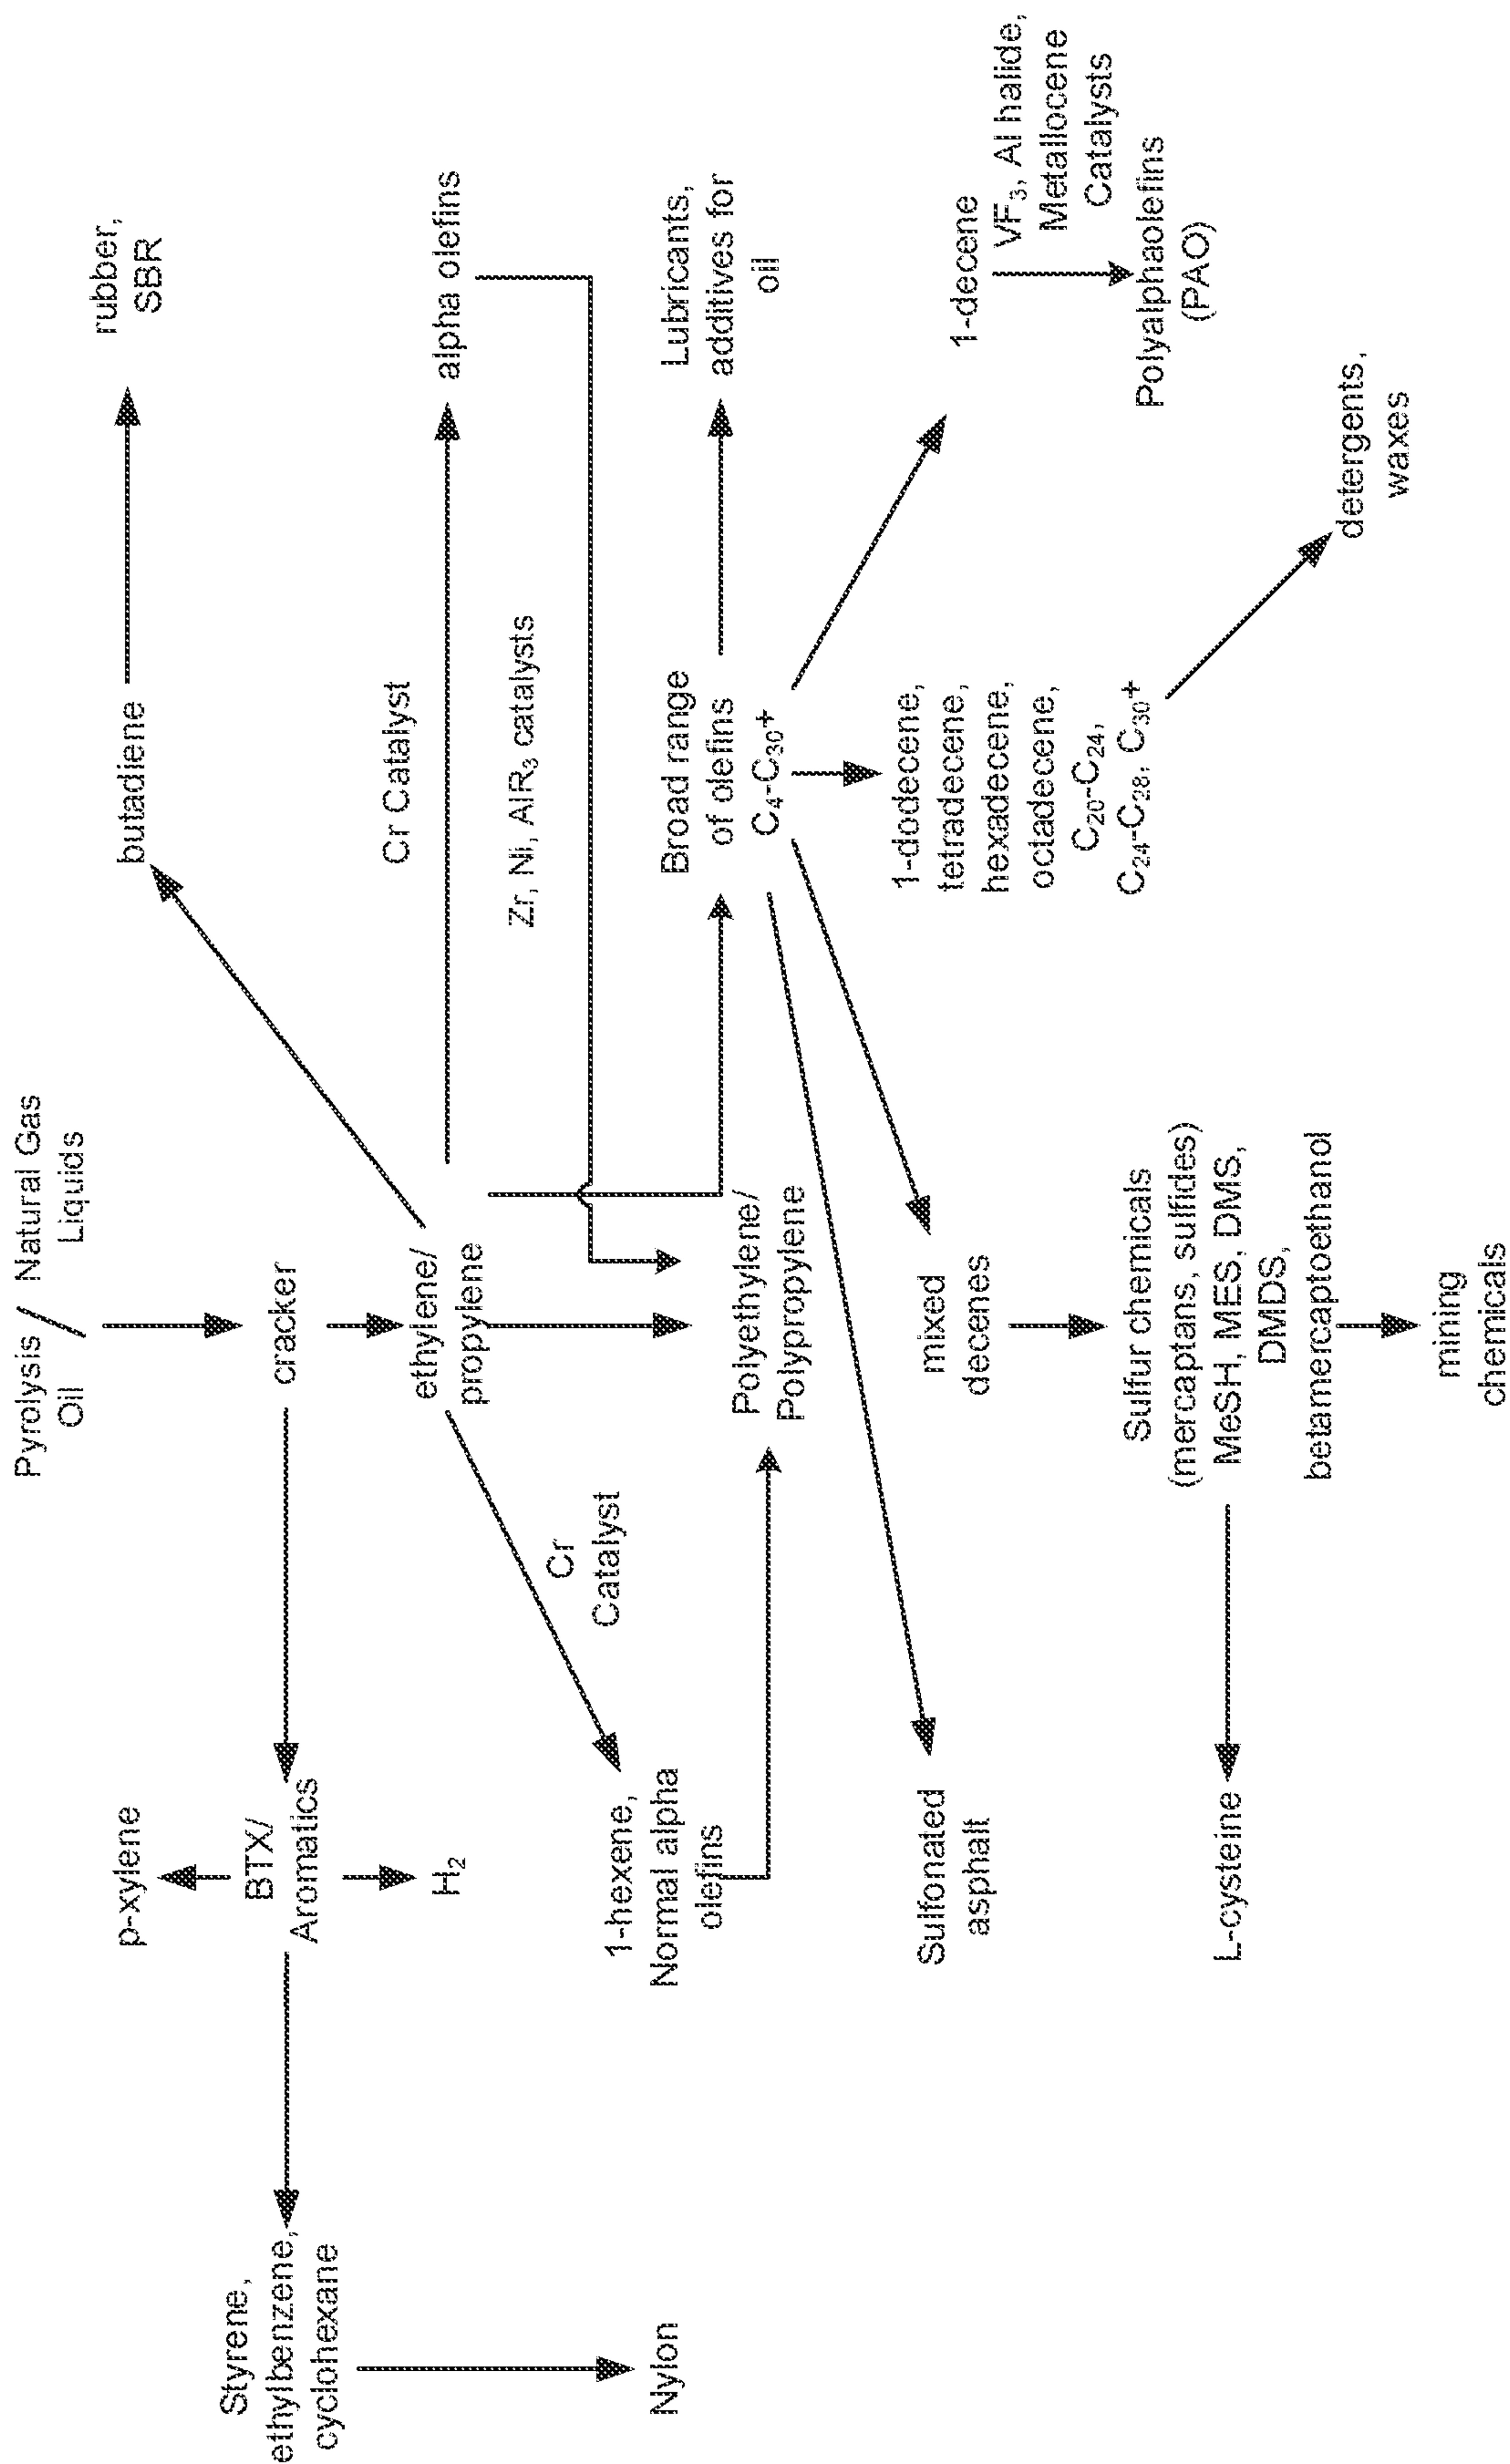 Pyrolysis / Natural Gas
Oil Liquids
cracker
p-xylene
BTX/
Aromatics
H₂
Styrene,
ethylbenzene,
cyclohexane
Nylon
butadiene
rubber,
SBR
ethylene/
propylene
Cr Catalyst
alpha olefins
Zr, Ni, AlR₃ catalysts
Cr
Catalyst
1-hexene,
Normal alpha
olefins
Polyethylene/
Polypropylene
Broad range
of olefins
C₄-C₃₀+
Lubricants,
additives for
oil
Sulfonated
asphalt
mixed
decenes
1-dodecene,
tetradecene,
hexadecene,
octadecene,
C₂₀-C₂₄,
C₂₄-C₂₈, C₃₀+
1-decene
VF₃, Al halide,
Metallocene
Catalysts
Polyalphaolefins
(PAO)
detergents,
waxes
Sulfur chemicals
(mercaptans, sulfides)
MeSH, MES, DMS,
DMDS,
betamercaptoethanol
L-cysteine
mining
chemicals